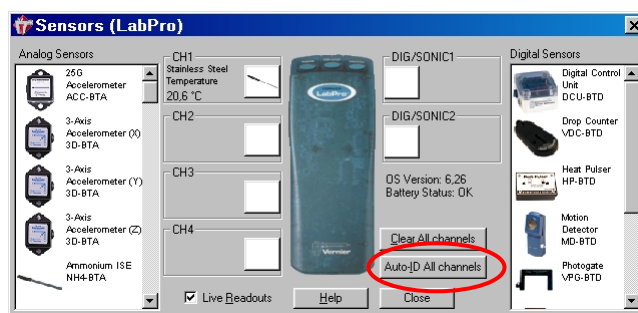 Sensors (LabPro)
Analog Sensors
25G
Accelerometer
ACC-BTA
3-Axis
Accelerometer (X)
3D-BTA
3-Axis
Accelerometer (Y)
3D-BTA
3-Axis
Accelerometer (Z)
3D-BTA
Ammonium ISE
NH4-BTA
CH1
Stainless Steel
Temperature
20,6 °C
CH2
CH3
CH4
LabPro
Vernier
DIG/SONIC1
DIG/SONIC2
OS Version: 6,26
Battery Status: OK
Clear All channels
Auto-ID All channels
Live Readouts
Help
Close
Digital Sensors
Digital Control
Unit
DCU-BTD
Drop Counter
VDC-BTD
Heat Pulser
HP-BTD
Motion
Detector
MD-BTD
Photogate
VPG-BTD